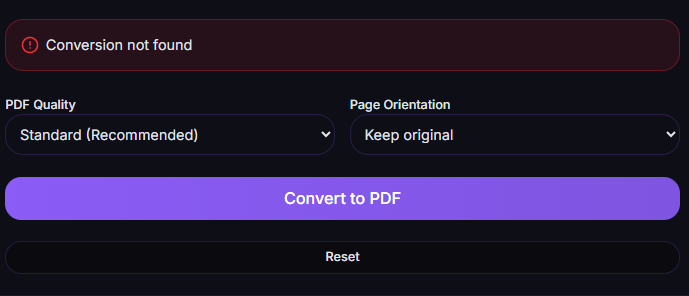 Conversion not found
PDF Quality Page Orientation
Standard (Recommended) Keep original
Convert to PDF
Reset